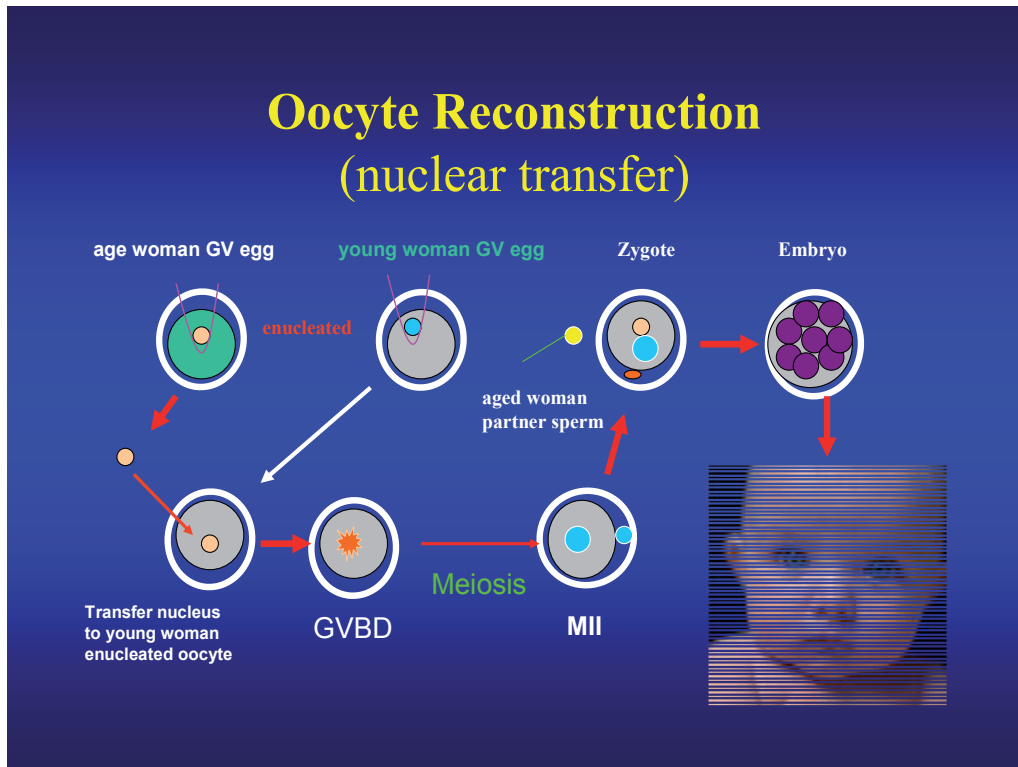 Oocyte Reconstruction
(nuclear transfer)
age woman GV egg
young woman GV egg
Zygote
Embryo
enucleated
aged woman
partner sperm
Meiosis
Transfer nucleus
to young woman
enucleated oocyte
GVBD
MII